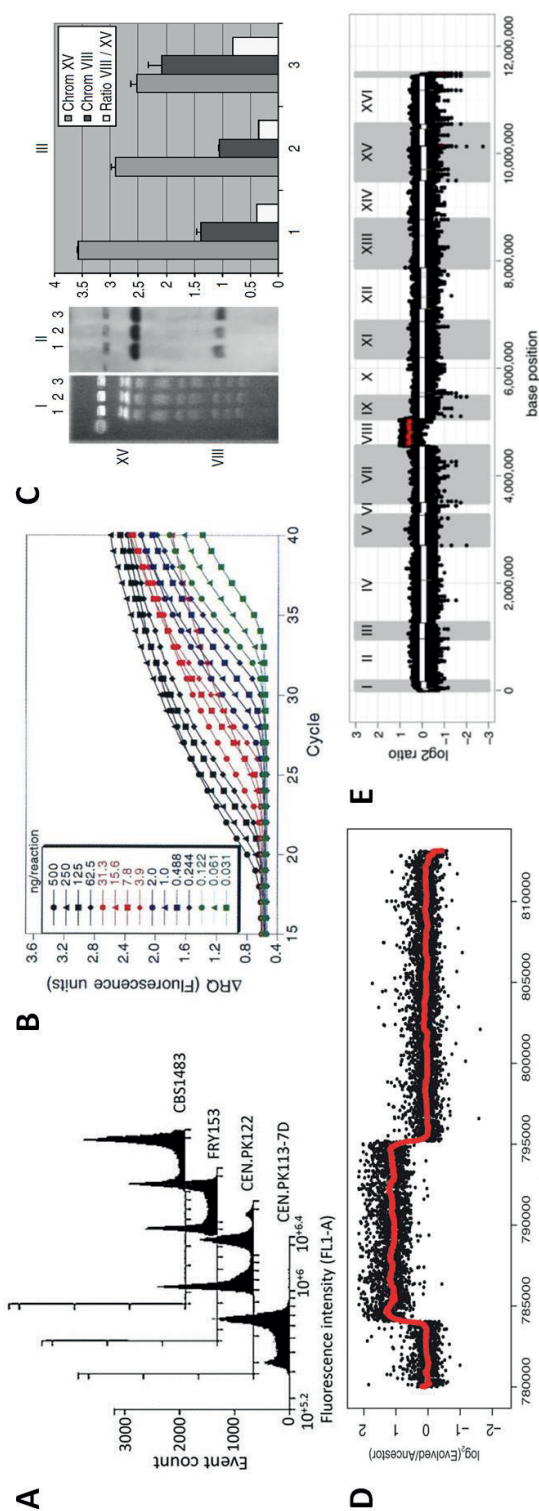 A
Event count
3000
2000
1000
0
10+5.2
10+6
10+6.4
Fluorescence intensity (FL1-A)
CBS1483
FRY153
CEN.PK122
CEN.PK113-7D
B
ΔRQ (Fluorescence units)
3.6
3.2
2.8
2.4
2.0
1.6
1.2
0.8
0.4
ng/reaction
500
250
125
62.5
31.3
15.6
7.8
3.9
2.0
1.0
0.488
0.244
0.122
0.061
0.031
15
20
25
30
35
40
Cycle
C
I
1 2 3
II
1 2 3
XV
VIII
III
4
3.5
3
2.5
2
1.5
1
0.5
0
Chrom XV
Chrom VIII
Ratio VIII / XV
1
2
3
D
log2(Evolved/Ancestor)
2
1
0
-1
-2
780000
785000
790000
795000
800000
805000
810000
E
log2 ratio
3
2
1
0
-1
-2
-3
I
II
III
IV
V
VI
VII
VIII
IX
X
XI
XII
XIII
XIV
XV
XVI
0
2,000,000
4,000,000
6,000,000
8,000,000
10,000,000
12,000,000
base position